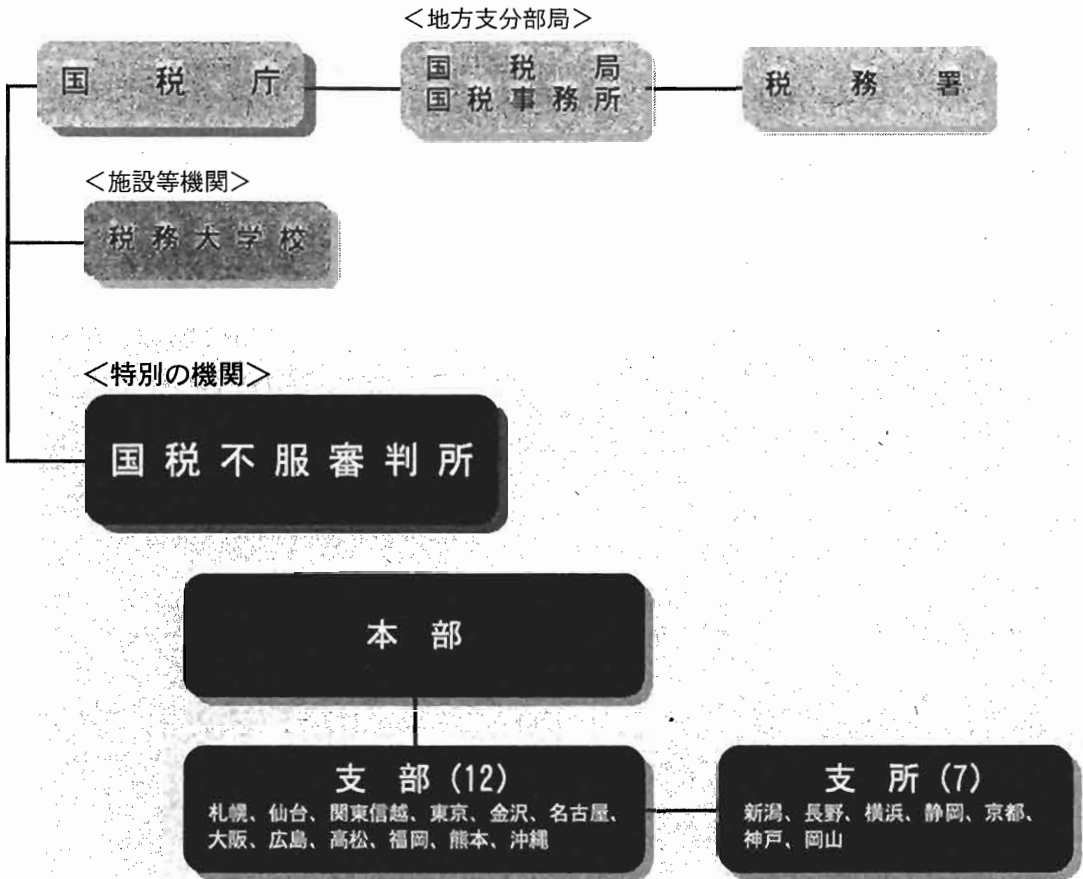 ＜地方支分部局＞
国税庁
国税局
国税事務所
税務署
＜施設等機関＞
税務大学校
＜特別の機関＞
国税不服審判所
本部
支部(12)
札幌、仙台、関東信越、東京、金沢、名古屋、
大阪、広島、高松、福岡、熊本、沖縄
支所(7)
新潟、長野、横浜、静岡、京都、
神戸、岡山